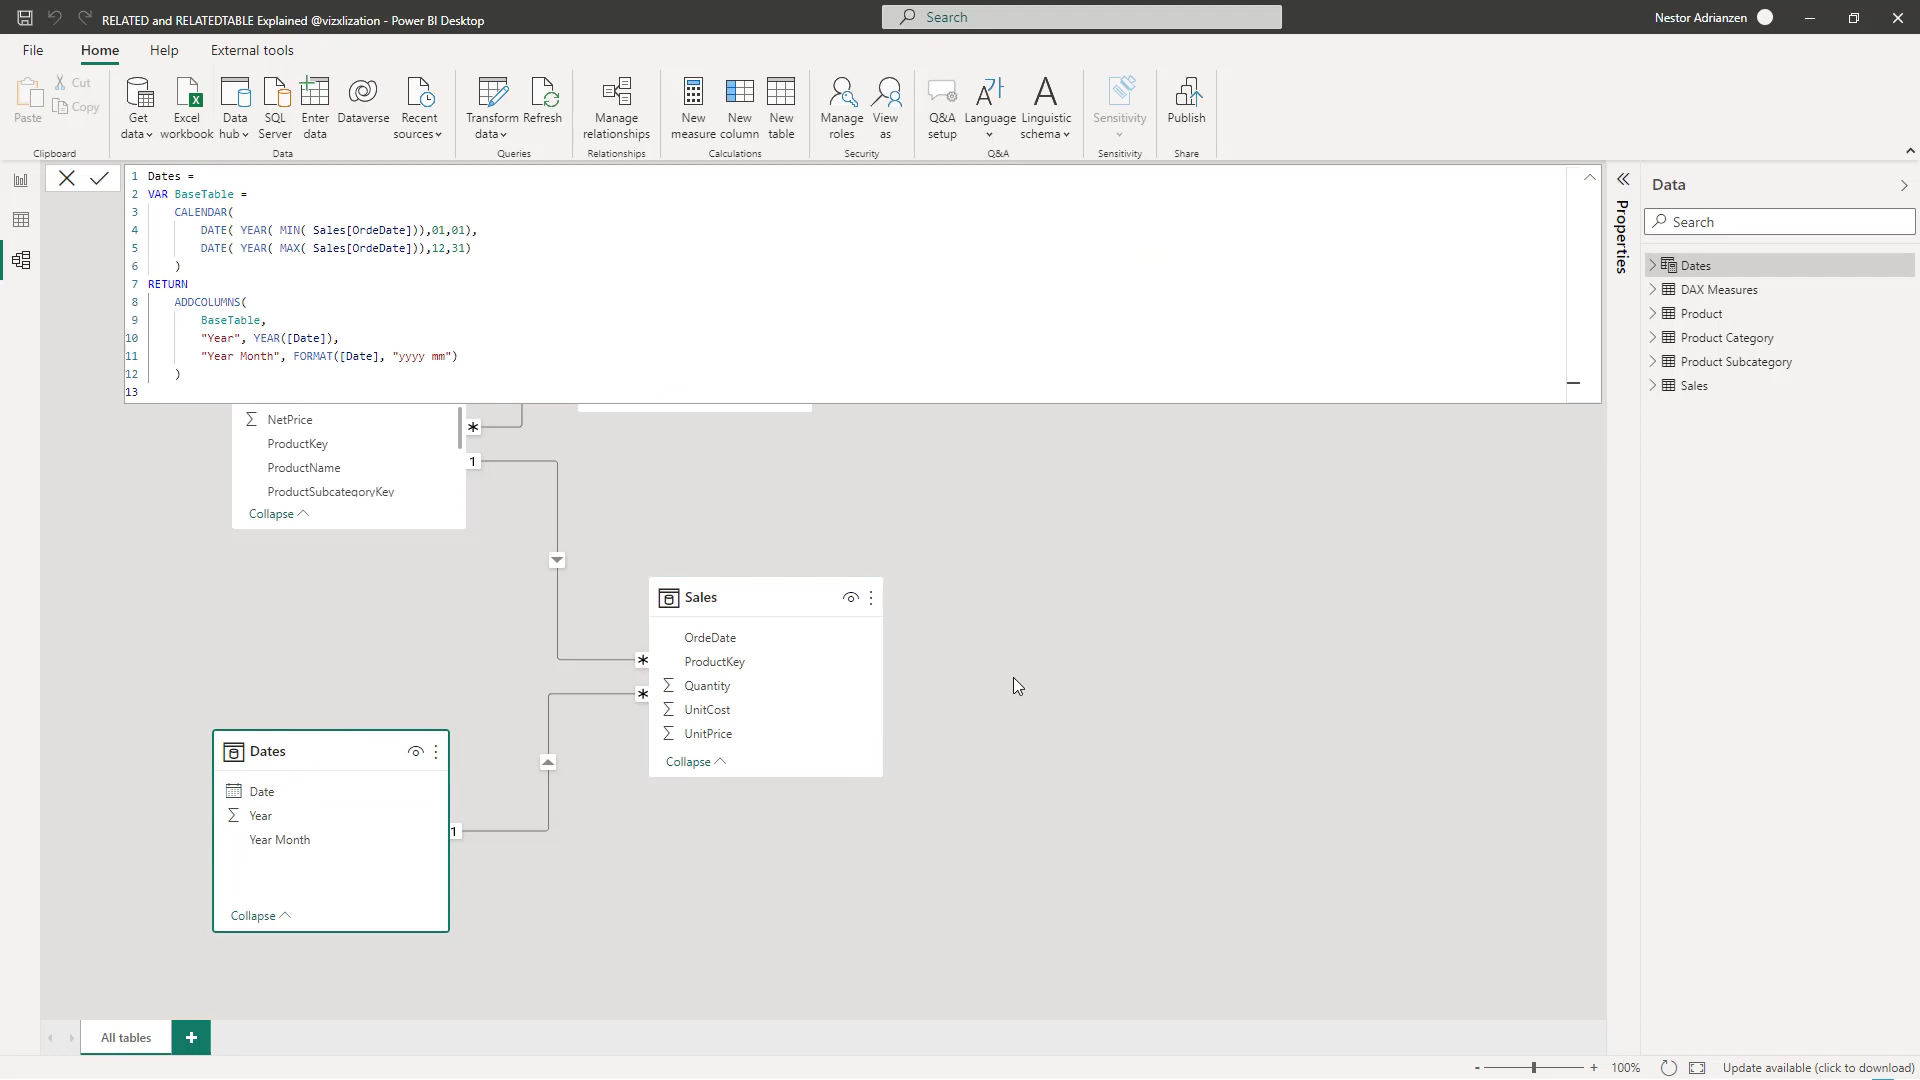 RELATED and RELATEDTABLE Explained @vizxlization - Power BI Desktop
Search
Nestor Adrianzen
File
Home
Help
External tools
Paste
Cut
Copy
Get data
Excel workbook
Data hub
SQL Server
Enter data
Dataverse
Recent sources
Transform data
Refresh
Manage relationships
New measure
New column
New table
Manage roles
View as
Q&A setup
Language
Linguistic schema
Sensitivity
Publish
Clipboard
Data
Queries
Relationships
Calculations
Security
Q&A
Sensitivity
Share
1 Dates =
2 VAR BaseTable =
3 CALENDAR(
4 DATE( YEAR( MIN( Sales[OrdeDate])),01,01),
5 DATE( YEAR( MAX( Sales[OrdeDate])),12,31)
6 )
7 RETURN
8 ADDCOLUMNS(
9 BaseTable,
10 "Year", YEAR([Date]),
11 "Year Month", FORMAT([Date], "yyyy mm")
12 )
13
NetPrice
ProductKey
ProductName
ProductSubcategoryKey
Collapse
*
1
Sales
OrdeDate
ProductKey
Quantity
UnitCost
UnitPrice
Collapse
*
*
Dates
Date
Year
Year Month
Collapse
1
Properties
Data
Search
Dates
DAX Measures
Product
Product Category
Product Subcategory
Sales
All tables
+
- + 100%
Update available (click to download)